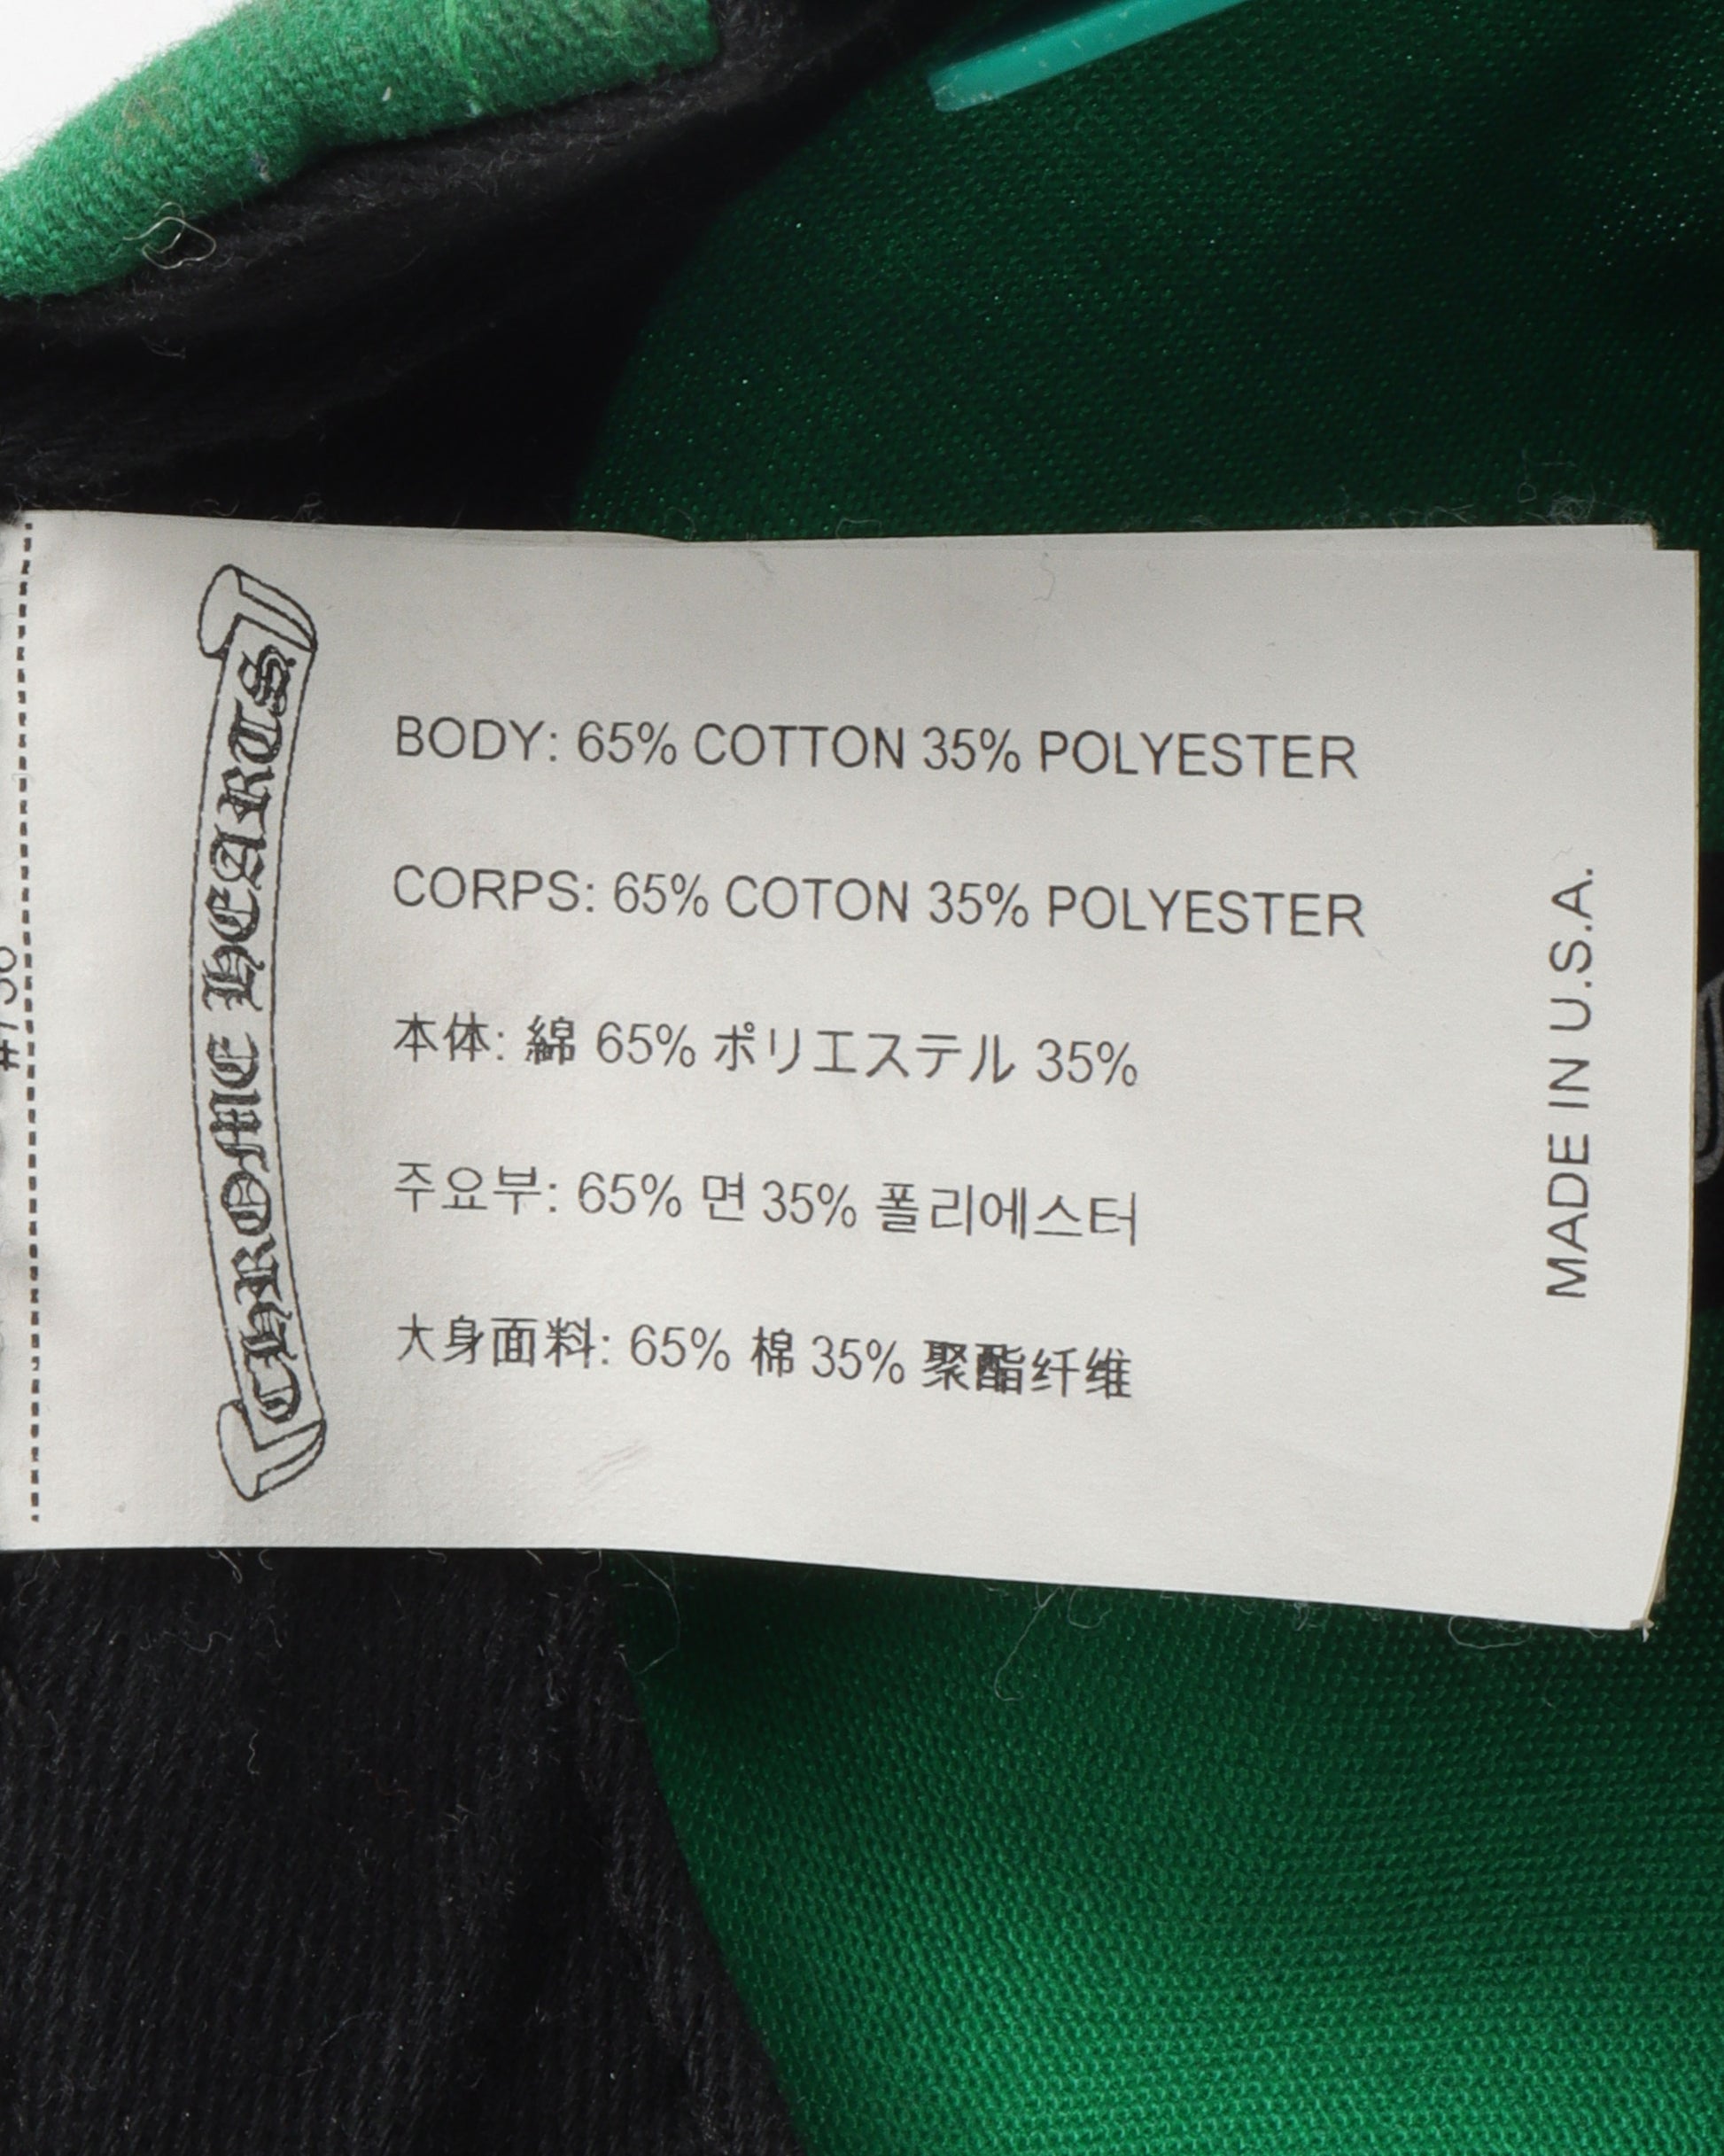 CHROME HEARTS
BODY: 65% COTTON 35% POLYESTER
CORPS: 65% COTON 35% POLYESTER
本体: 綿 65% ポリエステル 35%
주요부: 65% 면 35% 폴리에스터
大身面料: 65% 棉 35% 聚酯纤维
MADE IN U.S.A.